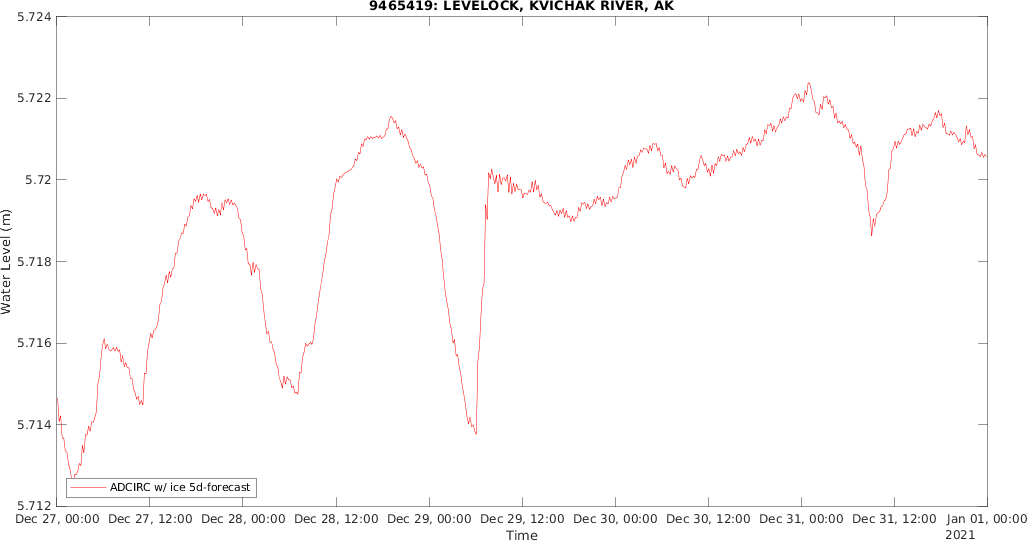 9465419: LEVELOCK, KVICHAK RIVER, AK
5.724
5.722
5.72
5.718
5.716
5.714
5.712
Water Level (m)
ADCIRC w/ ice 5d-forecast
Dec 27, 00:00 Dec 27, 12:00 Dec 28, 00:00 Dec 28, 12:00 Dec 29, 00:00 Dec 29, 12:00 Dec 30, 00:00 Dec 30, 12:00 Dec 31, 00:00 Dec 31, 12:00 Jan 01, 00:00
Time 2021